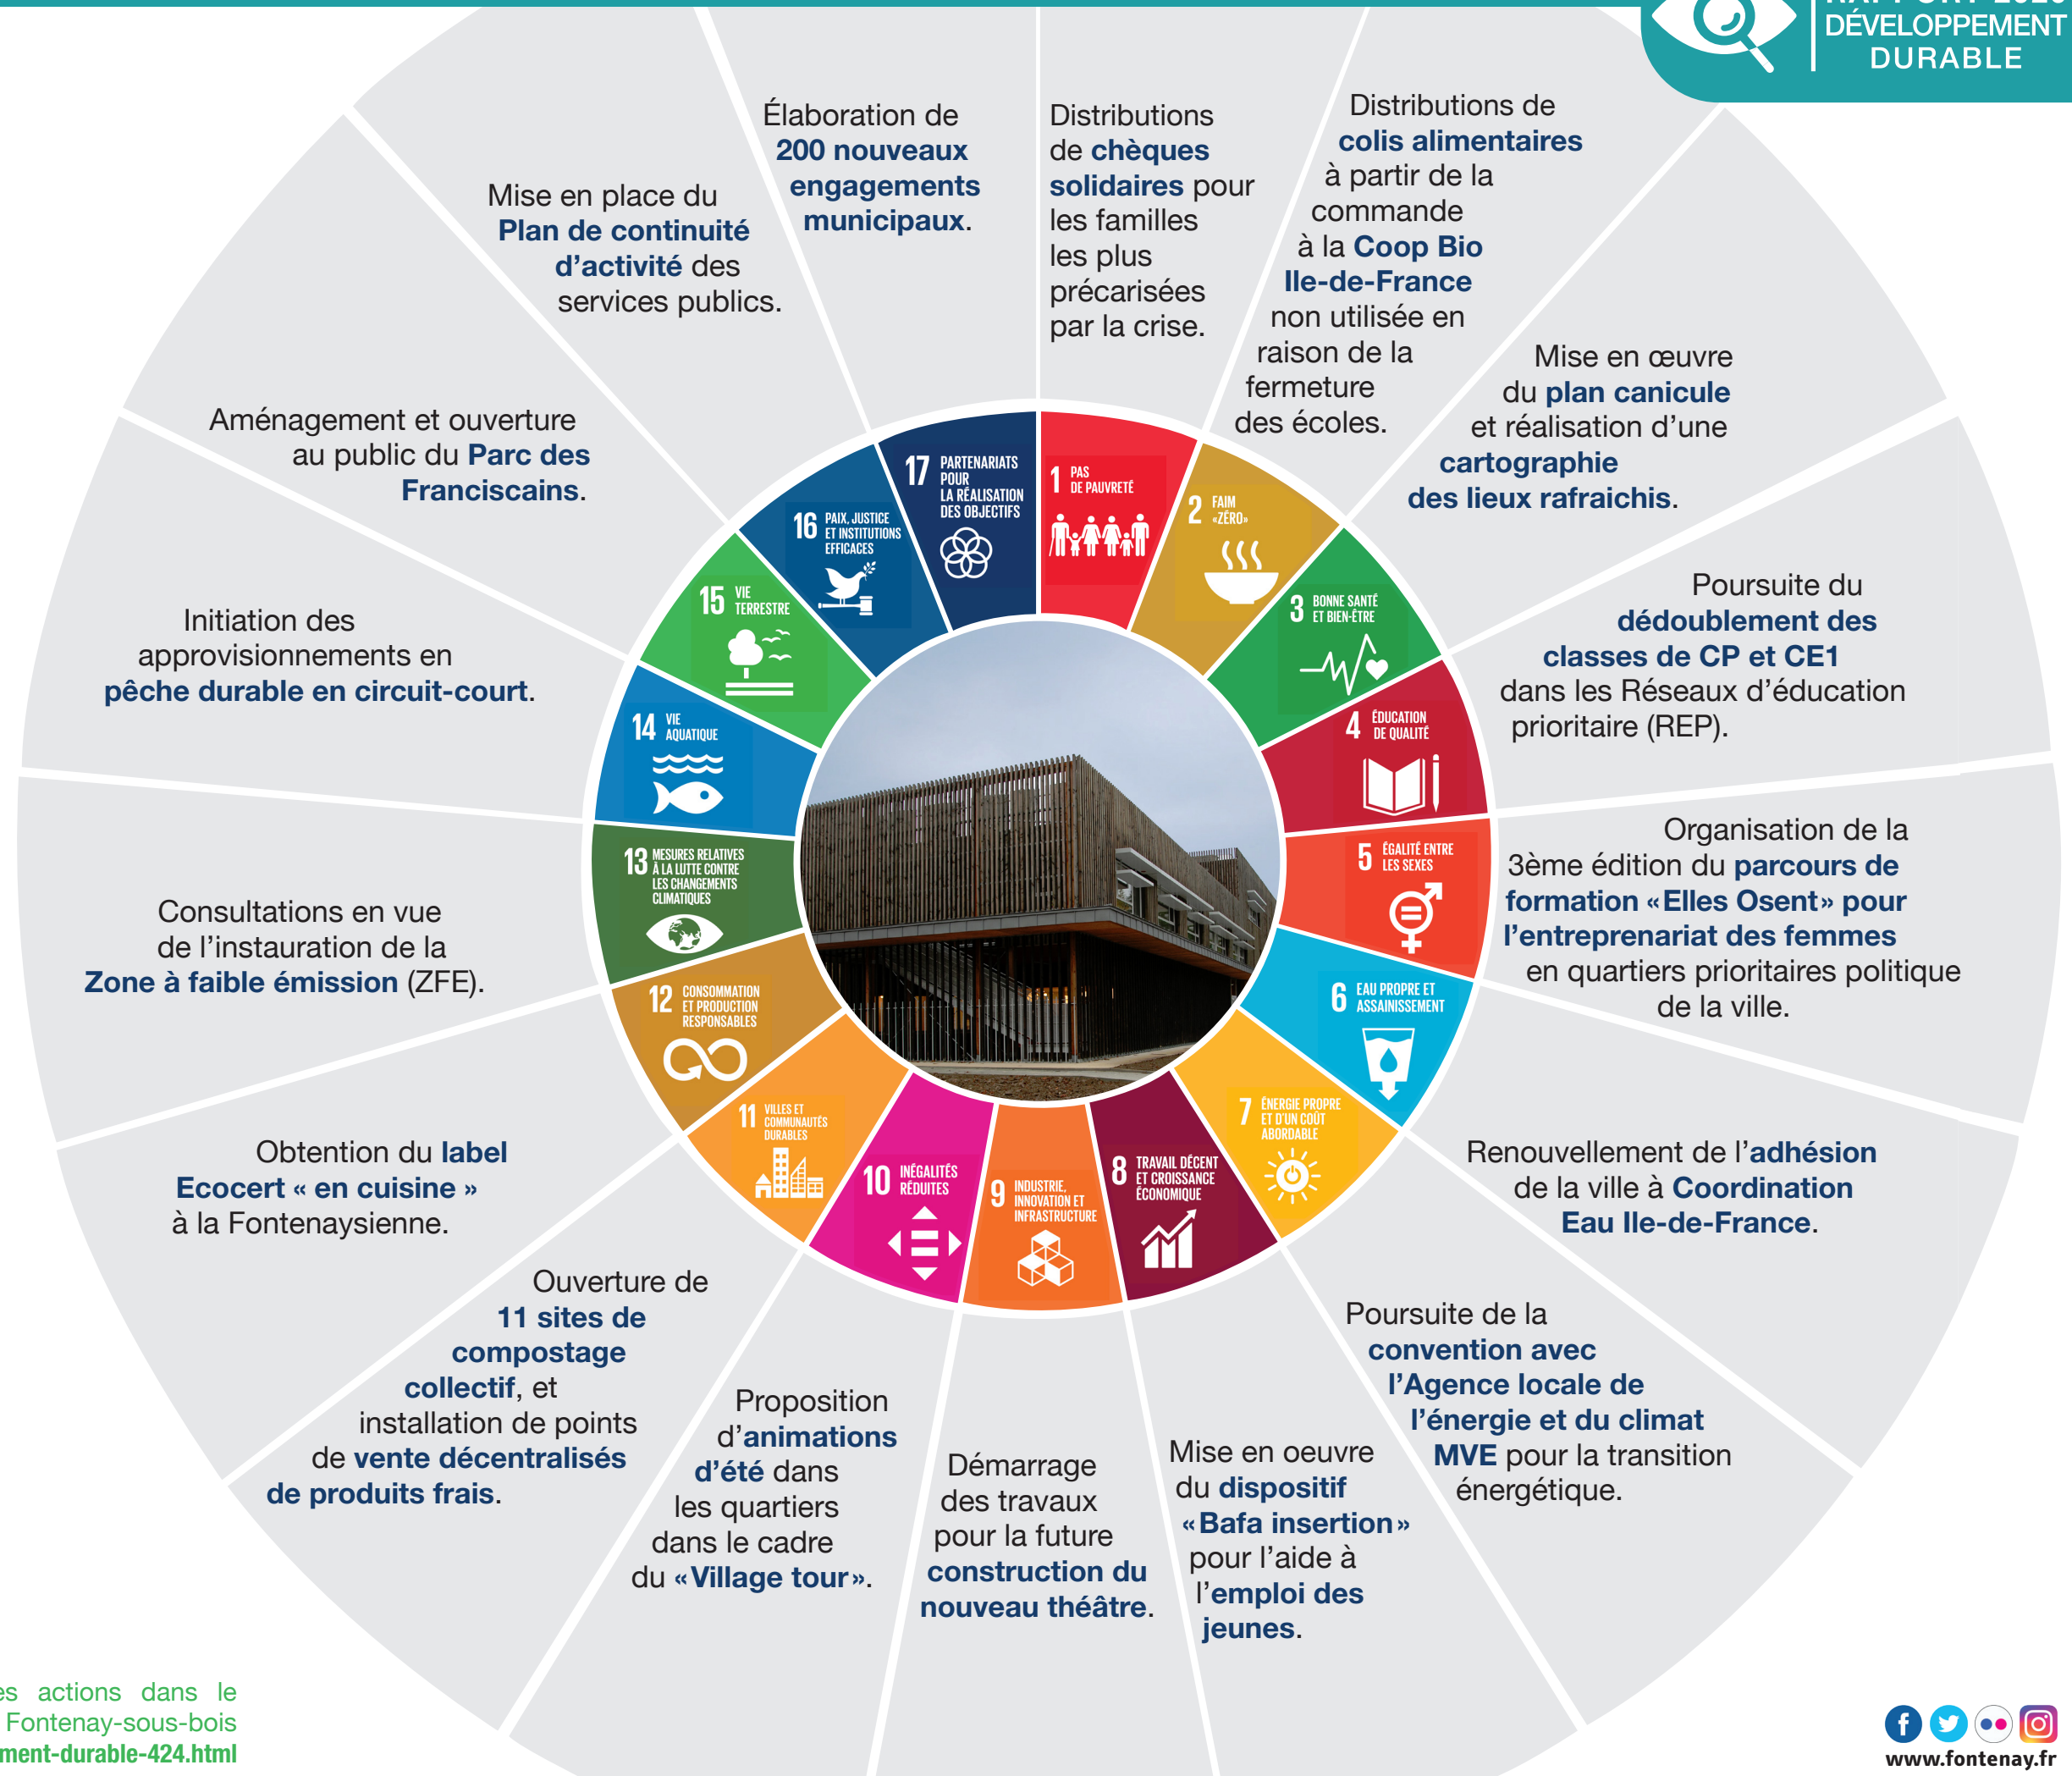 DÉVELOPPEMENT
DURABLE
Élaboration de
200 nouveaux
engagements
municipaux.
Distributions
de chèques
solidaires pour
les familles
les plus
précarisées
par la crise.
Distributions de
colis alimentaires
à partir de la
commande
à la Coop Bio
Ile-de-France
non utilisée en
raison de la
fermeture
des écoles.
Mise en œuvre
du plan canicule
et réalisation d’une
cartographie
des lieux rafraichis.
Poursuite du
dédoublement des
classes de CP et CE1
dans les Réseaux d’éducation
prioritaire (REP).
Organisation de la
3ème édition du parcours de
formation «Elles Osent» pour
l’entreprenariat des femmes
en quartiers prioritaires politique
de la ville.
Renouvellement de l’adhésion
de la ville à Coordination
Eau Ile-de-France.
Poursuite de la
convention avec
l’Agence locale de
l’énergie et du climat
MVE pour la transition
énergétique.
Mise en oeuvre
du dispositif
«Bafa insertion»
pour l’aide à
l’emploi des
jeunes.
Démarrage
des travaux
pour la future
construction du
nouveau théâtre.
Proposition
d’animations
d’été dans
les quartiers
dans le cadre
du «Village tour».
Ouverture de
11 sites de
compostage
collectif, et
installation de points
de vente décentralisés
de produits frais.
Obtention du label
Ecocert « en cuisine »
à la Fontenaysienne.
Consultations en vue
de l’instauration de la
Zone à faible émission (ZFE).
Initiation des
approvisionnements en
pêche durable en circuit-court.
Aménagement et ouverture
au public du Parc des
Franciscains.
Mise en place du
Plan de continuité
d’activité des
services publics.
1 PAS
DE PAUVRETÉ
2 FAIM
«ZÉRO»
3 BONNE SANTÉ
ET BIEN-ÊTRE
4 ÉDUCATION
DE QUALITÉ
5 ÉGALITÉ ENTRE
LES SEXES
6 EAU PROPRE ET
ASSAINISSEMENT
7 ÉNERGIE PROPRE
ET D’UN COÛT
ABORDABLE
8 TRAVAIL DÉCENT
ET CROISSANCE
ÉCONOMIQUE
9 INDUSTRIE,
INNOVATION ET
INFRASTRUCTURE
10 INÉGALITÉS
RÉDUITES
11 VILLES ET
COMMUNAUTÉS
DURABLES
12 CONSOMMATION
ET PRODUCTION
RESPONSABLES
13 MESURES RELATIVES
À LA LUTTE CONTRE
LES CHANGEMENTS
CLIMATIQUES
14 VIE
AQUATIQUE
15 VIE
TERRESTRE
16 PAIX, JUSTICE
ET INSTITUTIONS
EFFICACES
17 PARTENARIATS
POUR
LA RÉALISATION
DES OBJECTIFS
es actions dans le
Fontenay-sous-bois
ment-durable-424.html
www.fontenay.fr